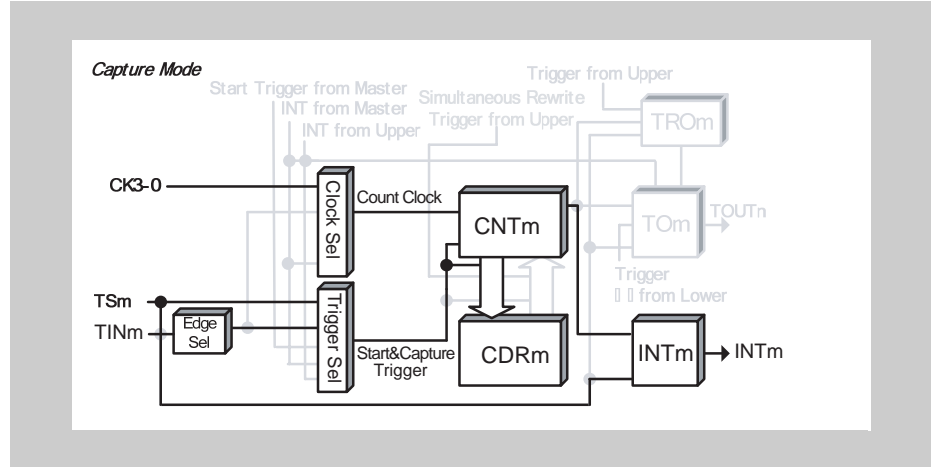 Capture Mode
Trigger from Upper
Start Trigger from Master
INT from Master
INT from Upper
Simultaneous Rewrite
Trigger from Upper
TROm
CK3-0
Clock Sel
Count Clock
CNTm
TOm
TOUTn
Trigger
from Lower
TSm
TINm
Edge
Sel
Trigger Sel
Start&Capture
Trigger
CDRm
INTm
INTm